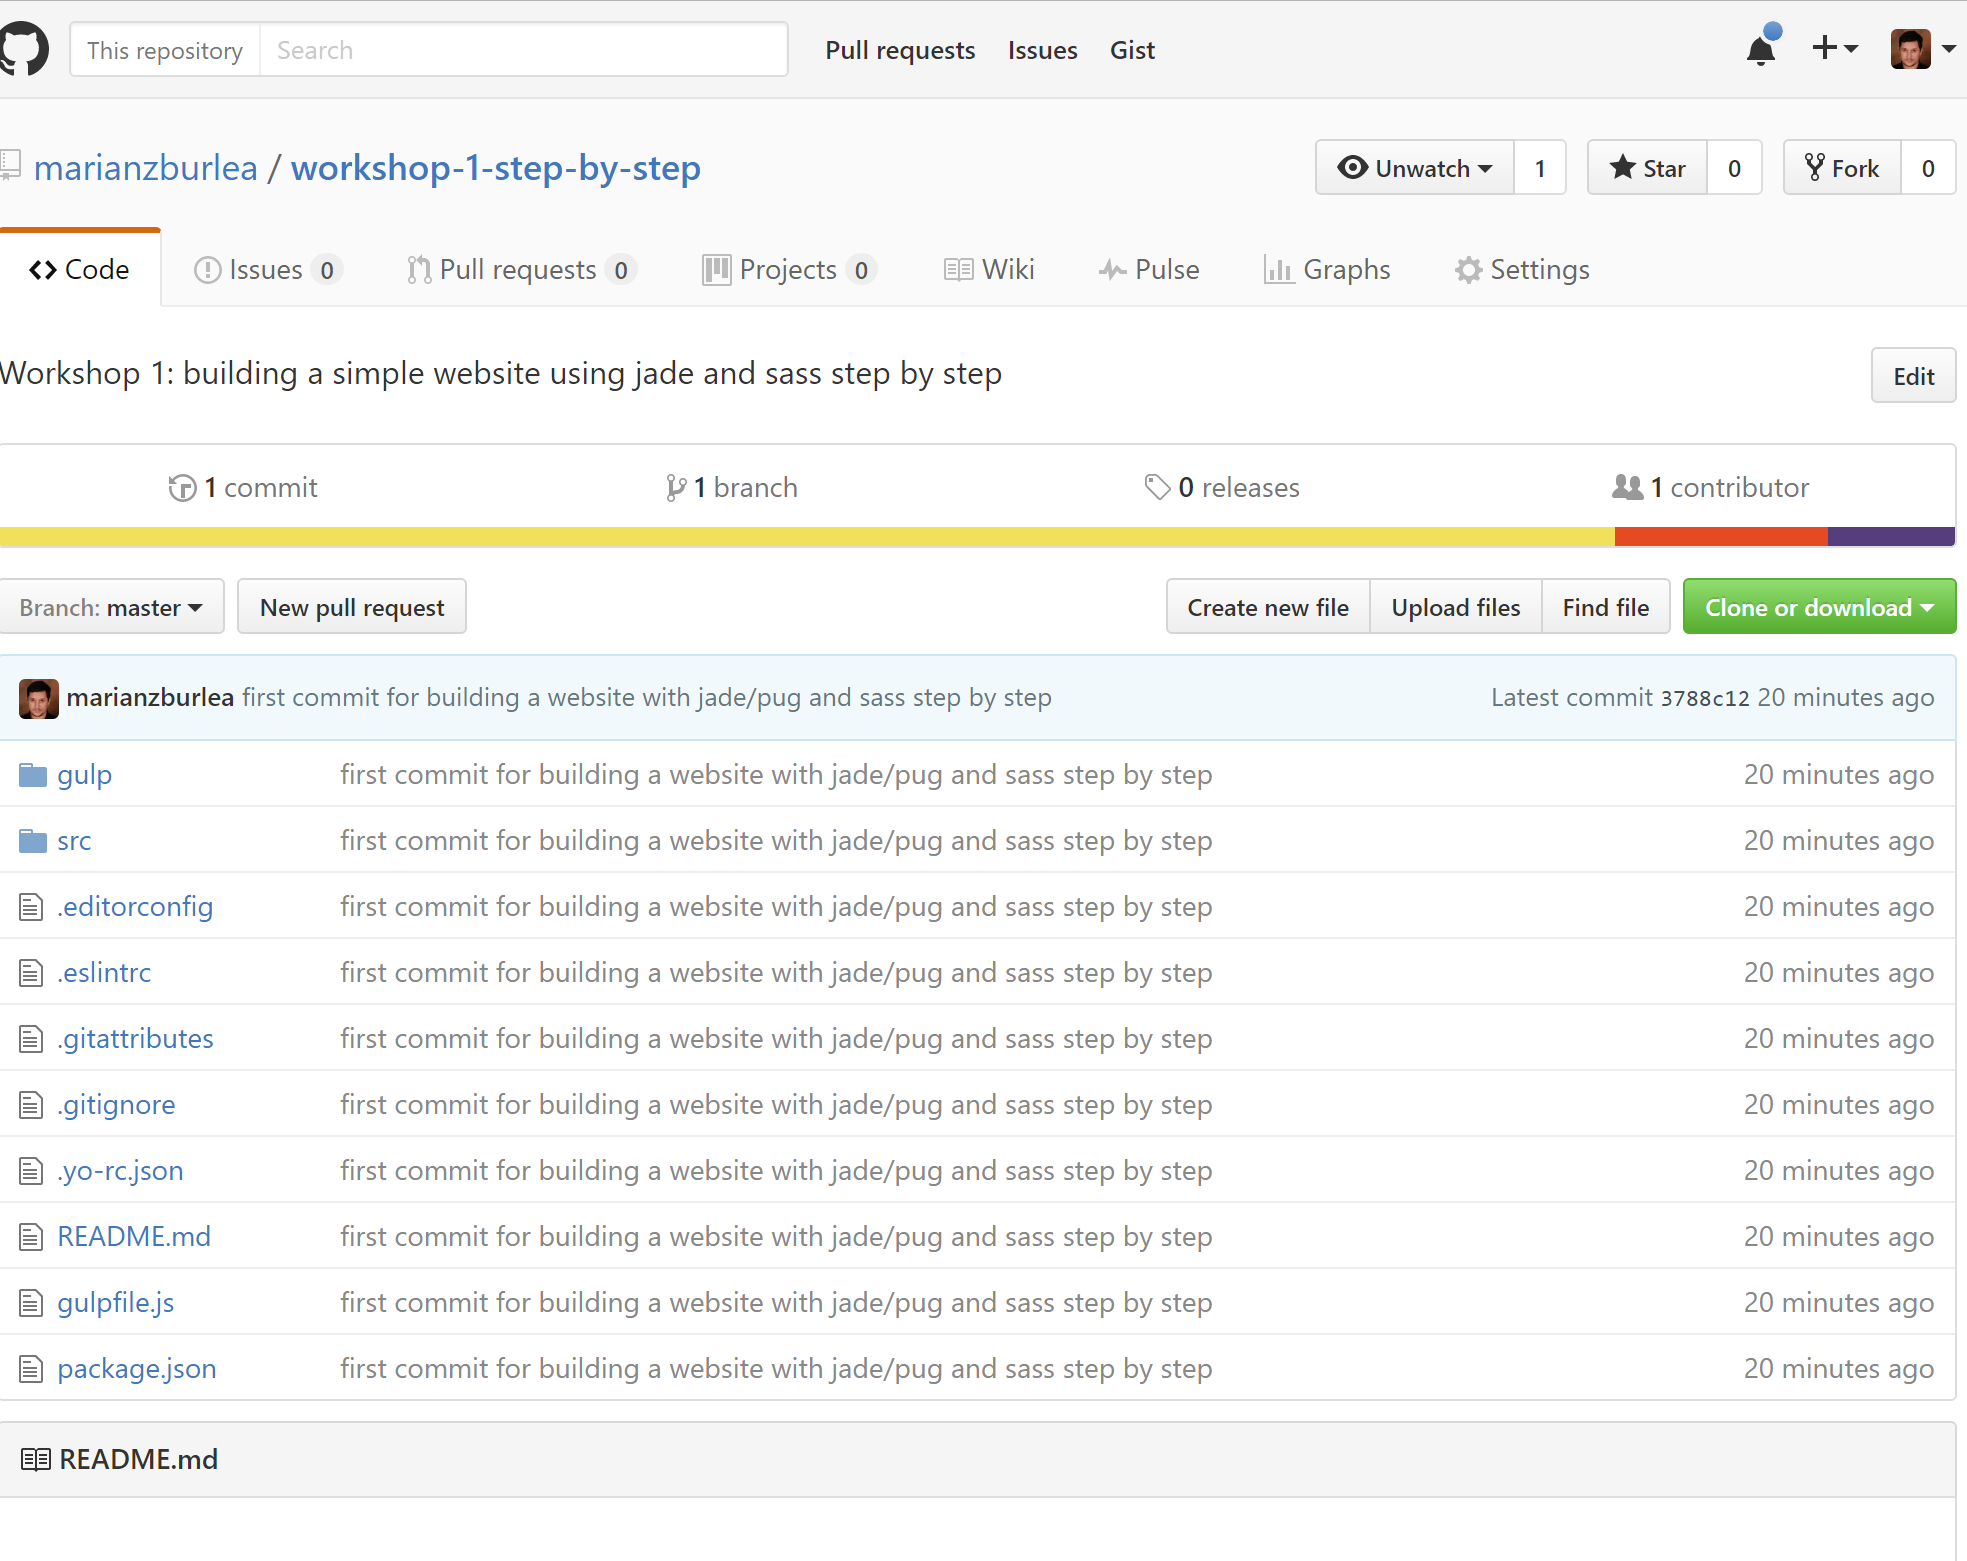 This repository Search Pull requests Issues Gist
marianzburlea / workshop-1-step-by-step Unwatch 1 Star 0 Fork 0
Code Issues 0 Pull requests 0 Projects 0 Wiki Pulse Graphs Settings
Workshop 1: building a simple website using jade and sass step by step Edit
1 commit 1 branch 0 releases 1 contributor
Branch: master New pull request Create new file Upload files Find file Clone or download
marianzburlea first commit for building a website with jade/pug and sass step by step Latest commit 3788c12 20 minutes ago
gulp first commit for building a website with jade/pug and sass step by step 20 minutes ago
src first commit for building a website with jade/pug and sass step by step 20 minutes ago
.editorconfig first commit for building a website with jade/pug and sass step by step 20 minutes ago
.eslintrc first commit for building a website with jade/pug and sass step by step 20 minutes ago
.gitattributes first commit for building a website with jade/pug and sass step by step 20 minutes ago
.gitignore first commit for building a website with jade/pug and sass step by step 20 minutes ago
.yo-rc.json first commit for building a website with jade/pug and sass step by step 20 minutes ago
README.md first commit for building a website with jade/pug and sass step by step 20 minutes ago
gulpfile.js first commit for building a website with jade/pug and sass step by step 20 minutes ago
package.json first commit for building a website with jade/pug and sass step by step 20 minutes ago
README.md